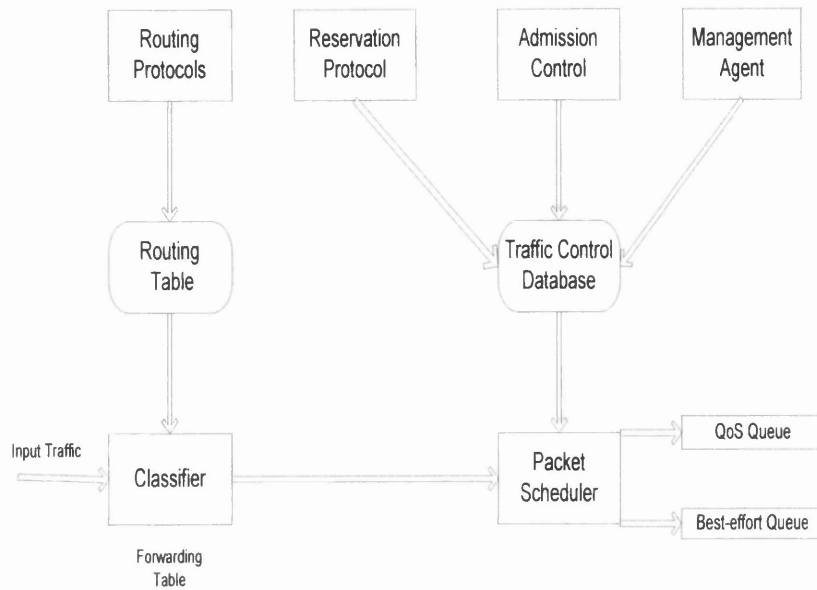 Routing
Protocols
Reservation
Protocol
Admission
Control
Management
Agent
Routing
Table
Traffic Control
Database
Input Traffic
Classifier
Packet
Scheduler
QoS Queue
Best-effort Queue
Forwarding
Table